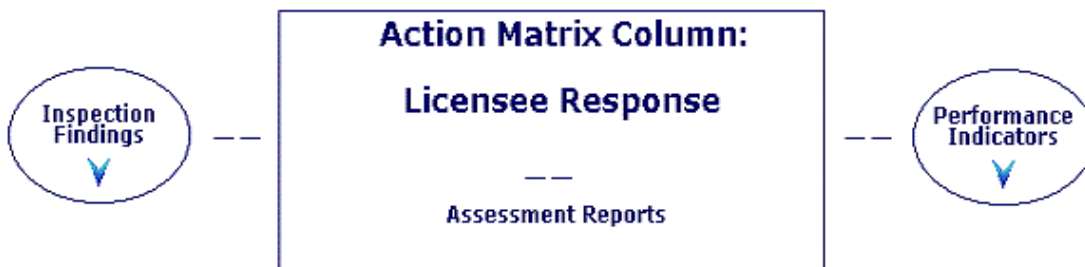 Action Matrix Column:
Licensee Response
Inspection
Findings
Performance
Indicators
Assessment Reports